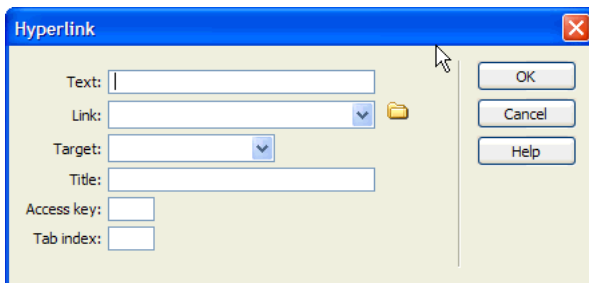 Hyperlink
Text:
OK
Link:
Cancel
Target:
Help
Title:
Access key:
Tab index: